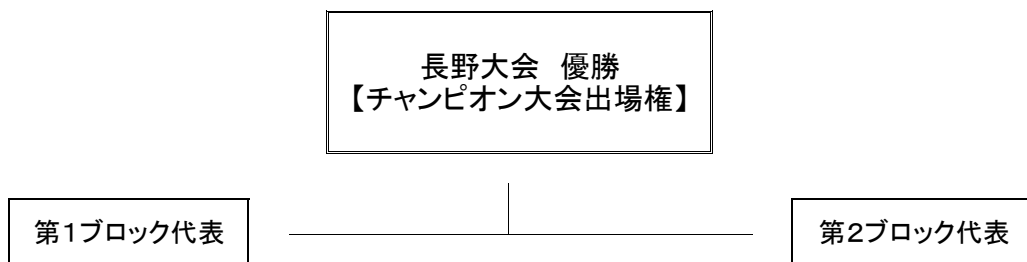 長野大会　優勝
【チャンピオン大会出場権】
第１ブロック代表
第２ブロック代表